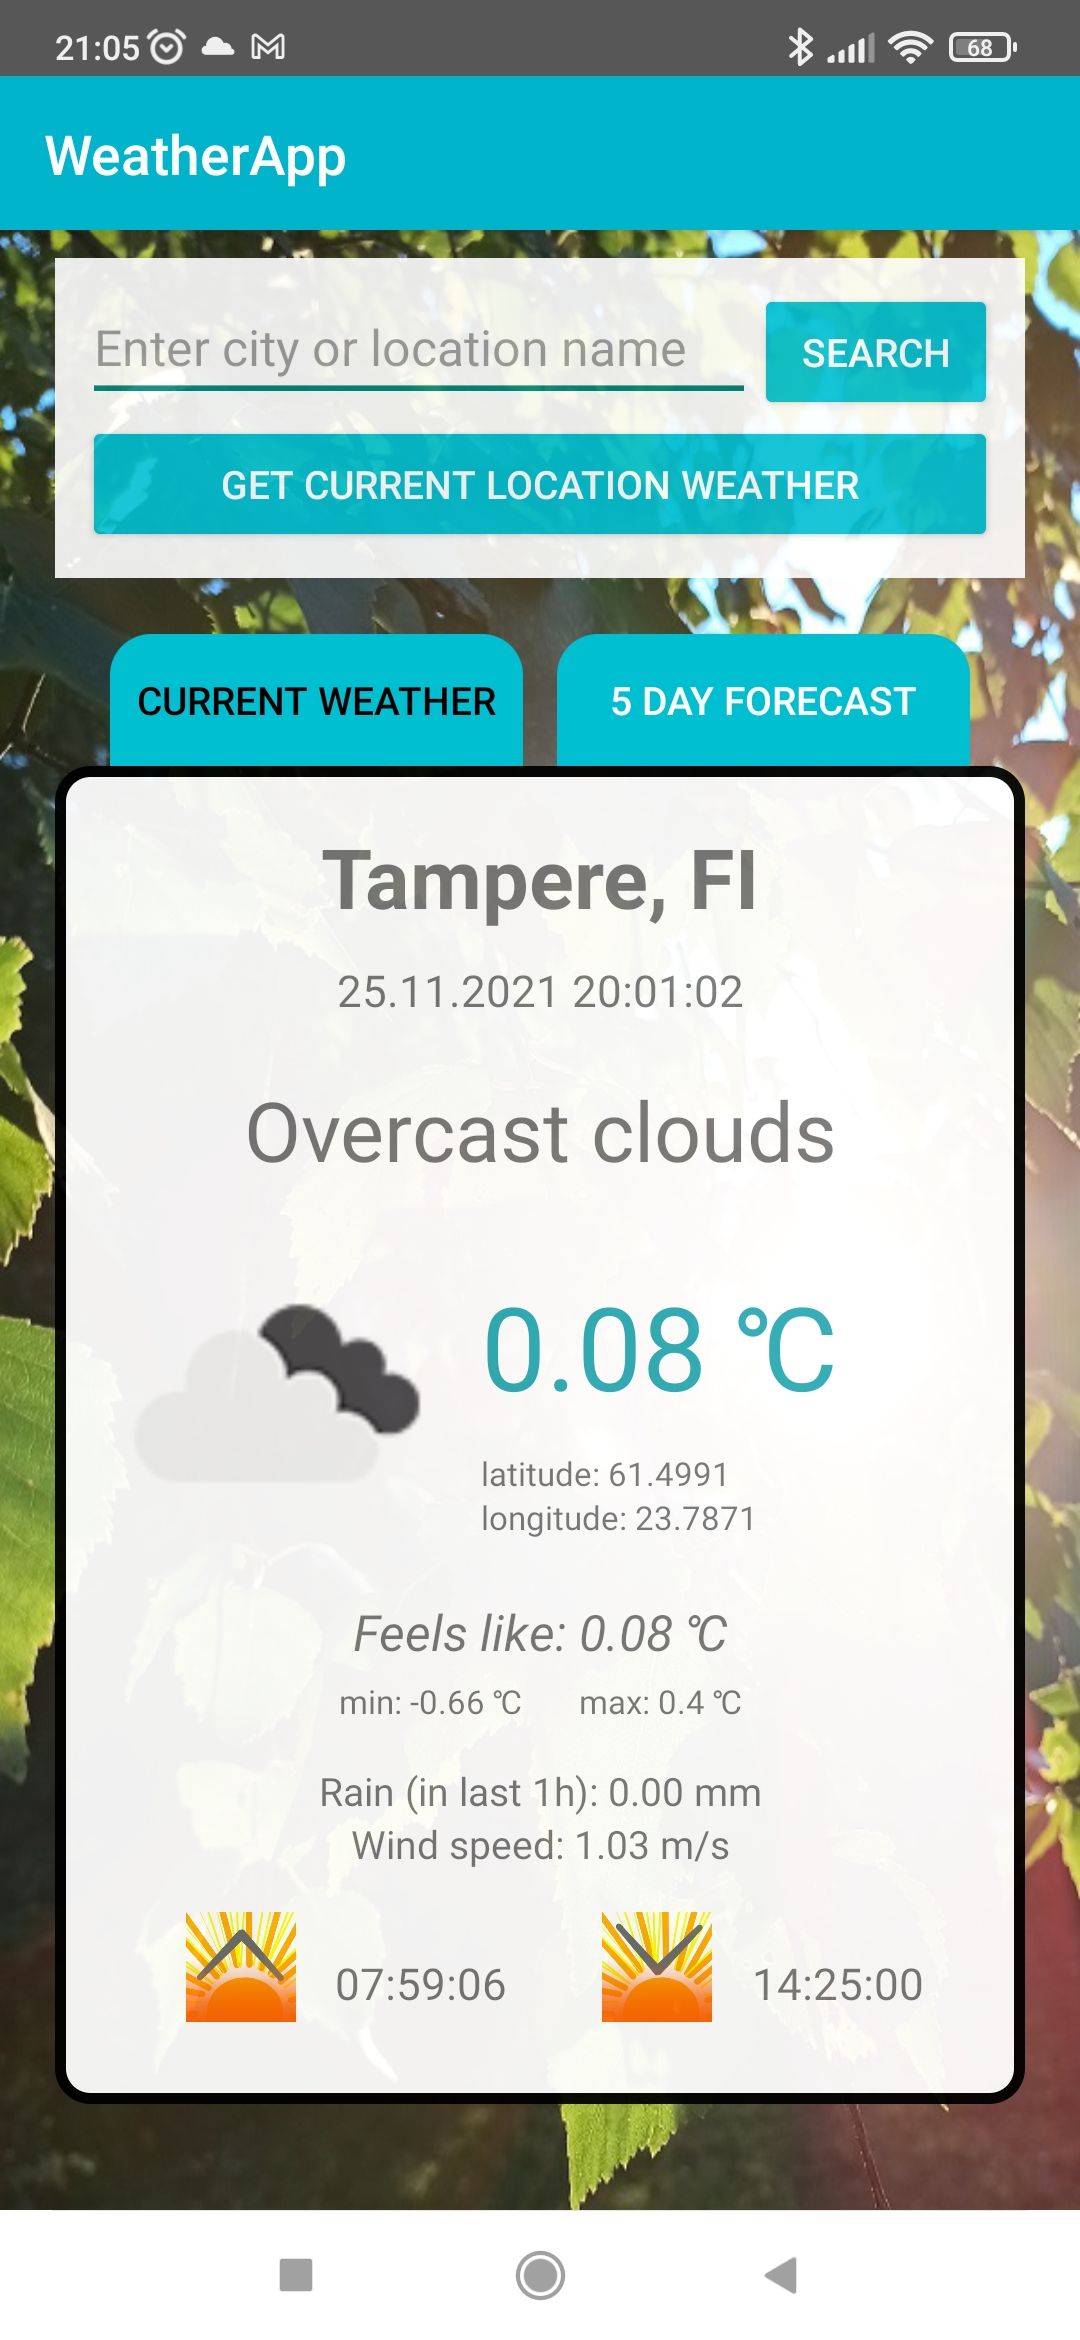 21:05
68
WeatherApp
Enter city or location name
SEARCH
GET CURRENT LOCATION WEATHER
CURRENT WEATHER
5 DAY FORECAST
Tampere, FI
25.11.2021 20:01:02
Overcast clouds
0.08 ℃
latitude: 61.4991
longitude: 23.7871
Feels like: 0.08 ℃
min: -0.66 ℃ max: 0.4 ℃
Rain (in last 1h): 0.00 mm
Wind speed: 1.03 m/s
07:59:06 14:25:00